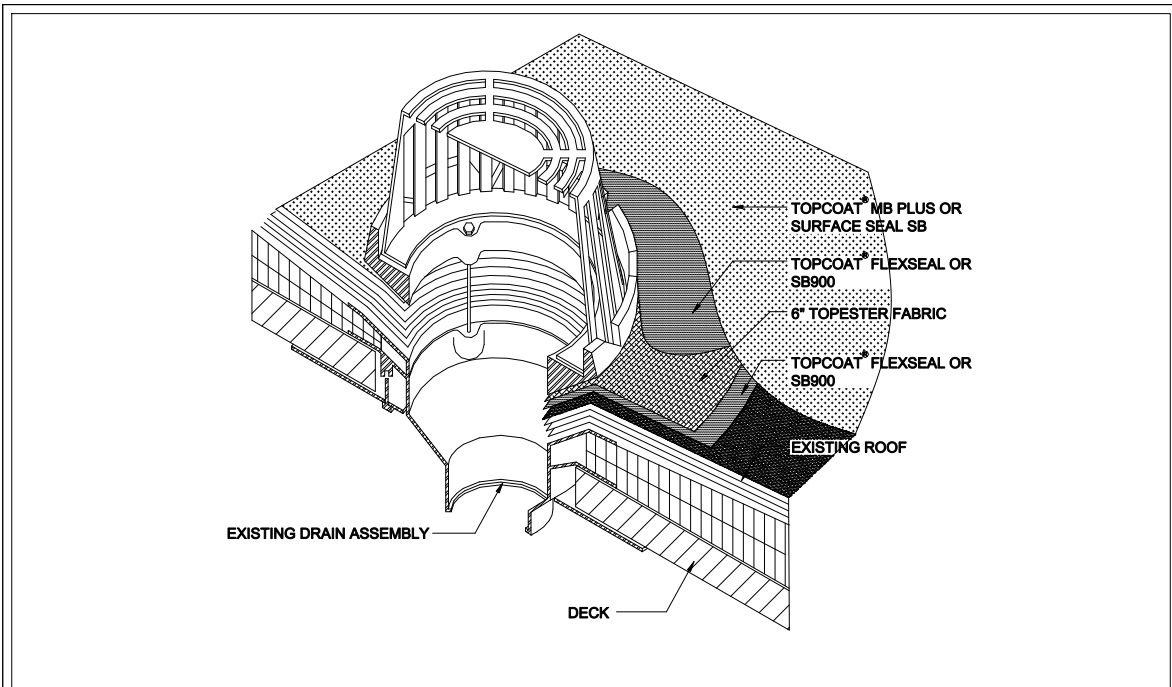 TOPCOAT® MB PLUS OR
SURFACE SEAL SB
TOPCOAT® FLEXSEAL OR
SB900
6" TOPESTER FABRIC
TOPCOAT® FLEXSEAL OR
SB900
EXISTING ROOF
EXISTING DRAIN ASSEMBLY
DECK